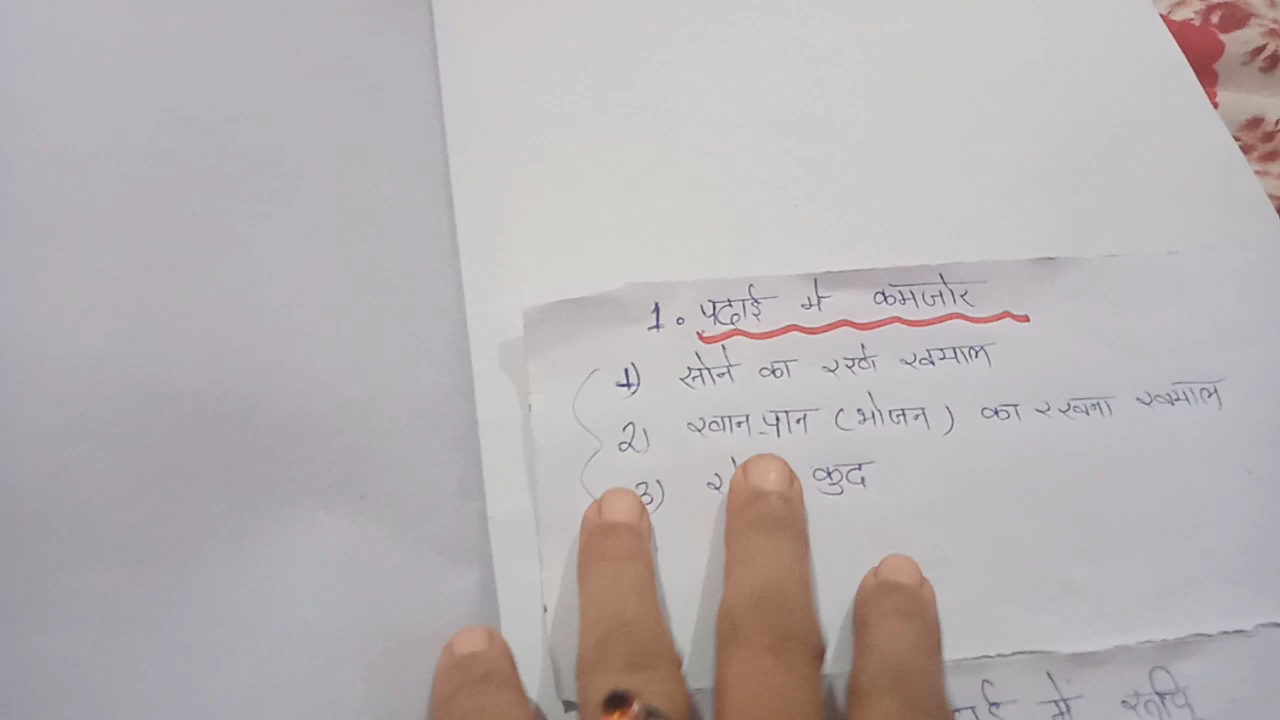 1. पढाई में कमजोर
1) सोने का रखे ख्याल
2) खान-पान (भोजन) का रखना ख्याल
3) कुद
में